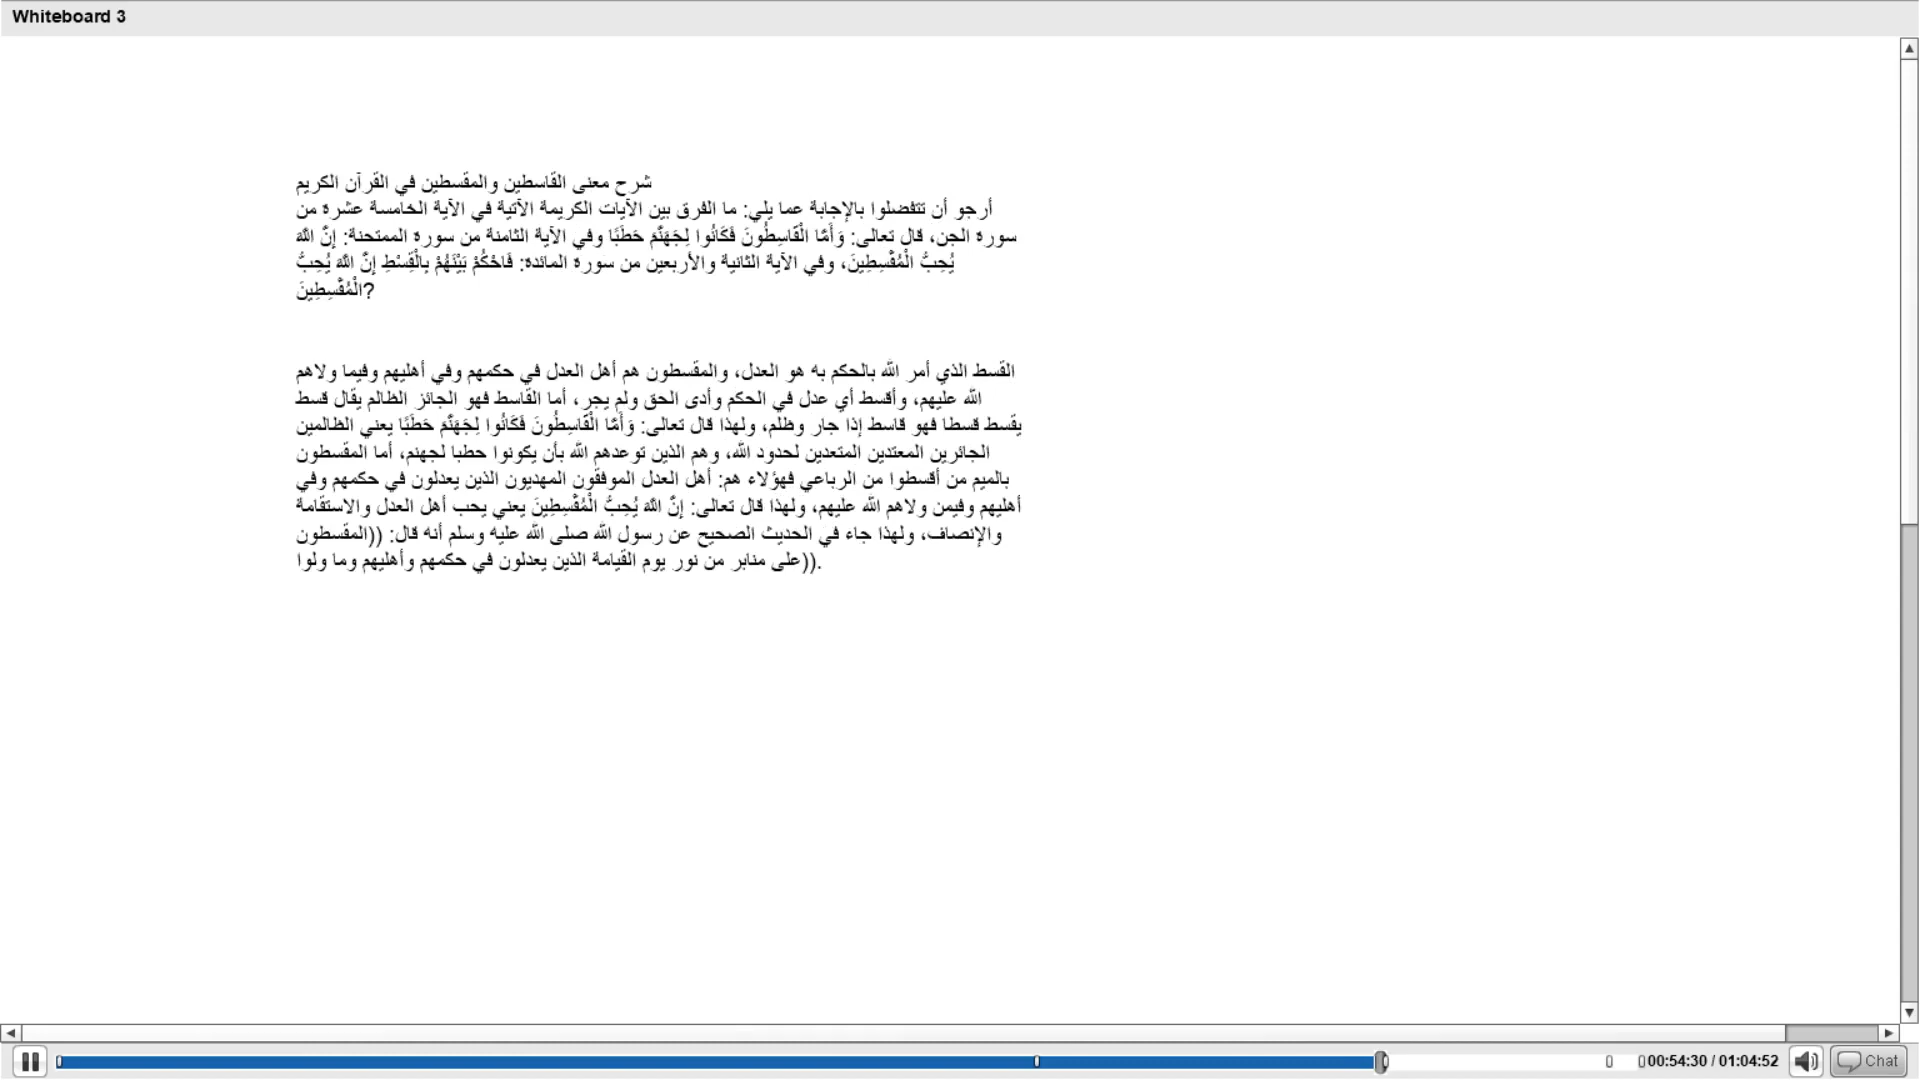 Whiteboard 3
شرح معنى القاسطين والمقسطين في القرآن الكريم
أرجو أن تتفضلوا بالإجابة عما يلي: ما الفرق بين الآيات الكريمة الآتية في الآية الخامسة عشرة من
سورة الجن، قال تعالى: وَأَمَّا الْقَاسِطُونَ فَكَانُوا لِجَهَنَّمَ حَطَبًا وفي الآية الثامنة من سورة الممتحنة: إِنَّ اللَّهَ
يُحِبُّ الْمُقْسِطِينَ، وفي الآية الثانية والأربعين من سورة المائدة: فَاحْكُمْ بَيْنَهُمْ بِالْقِسْطِ إِنَّ اللَّهَ يُحِبُّ
الْمُقْسِطِينَ?
القسط الذي أمر الله بالحكم به هو العدل، والمقسطون هم أهل العدل في حكمهم وفي أهليهم وفيما ولاهم
الله عليهم، وأقسط أي عدل في الحكم وأدى الحق ولم يجر، أما القاسط فهو الجائز الظالم يقال قسط
يقسط قسطا فهو قاسط إذا جار وظلم، ولهذا قال تعالى: وَأَمَّا الْقَاسِطُونَ فَكَانُوا لِجَهَنَّمَ حَطَبًا يعني الظالمين
الجائرين المعتدين المتعدين لحدود الله، وهم الذين توعدهم الله بأن يكونوا حطبا لجهنم، أما المقسطون
بالميم من أقسطوا من الرباعي فهؤلاء هم: أهل العدل الموفقون المهديون الذين يعدلون في حكمهم وفي
أهليهم وفيمن ولاهم الله عليهم، ولهذا قال تعالى: إِنَّ اللَّهَ يُحِبُّ الْمُقْسِطِينَ يعني يحب أهل العدل والاستقامة
والإنصاف، ولهذا جاء في الحديث الصحيح عن رسول الله صلى الله عليه وسلم أنه قال: ((المقسطون
على منابر من نور يوم القيامة الذين يعدلون في حكمهم وأهليهم وما ولوا)).
00:54:30 / 01:04:52
Chat